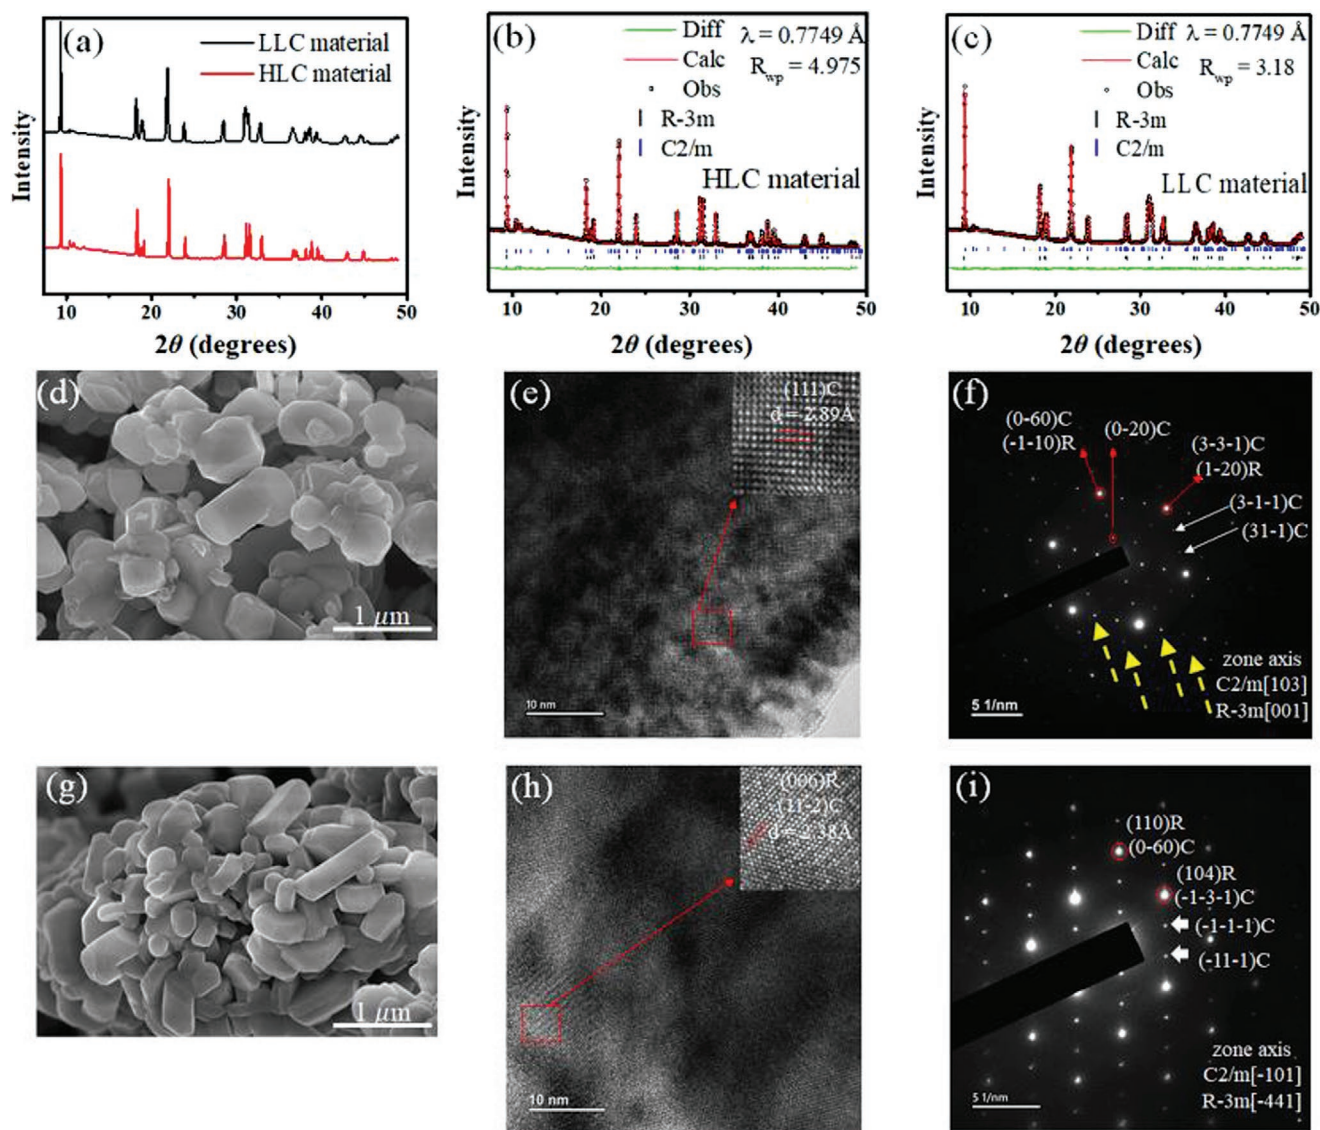 (a)
LLC material
HLC material
Intensity
10 20 30 40 50
2θ (degrees)
(b)
Diff λ = 0.7749 Å
Calc Rwp = 4.975
Obs
R-3m
C2/m
HLC material
Intensity
10 20 30 40 50
2θ (degrees)
(c)
Diff λ = 0.7749 Å
Calc Rwp = 3.18
Obs
R-3m
C2/m
LLC material
Intensity
10 20 30 40 50
2θ (degrees)
(d)
1 μm
(e)
(111)C
d = 2.89Å
10 nm
(f)
(0-60)C
(-1-10)R
(0-20)C
(3-3-1)C
(1-20)R
(3-1-1)C
(31-1)C
zone axis
C2/m[103]
R-3m[001]
5 1/nm
(g)
1 μm
(h)
(006)R
(11-2)C
d = 2.38Å
10 nm
(i)
(110)R
(0-60)C
(104)R
(-1-3-1)C
(-1-1-1)C
(-11-1)C
zone axis
C2/m[-101]
R-3m[-441]
5 1/nm